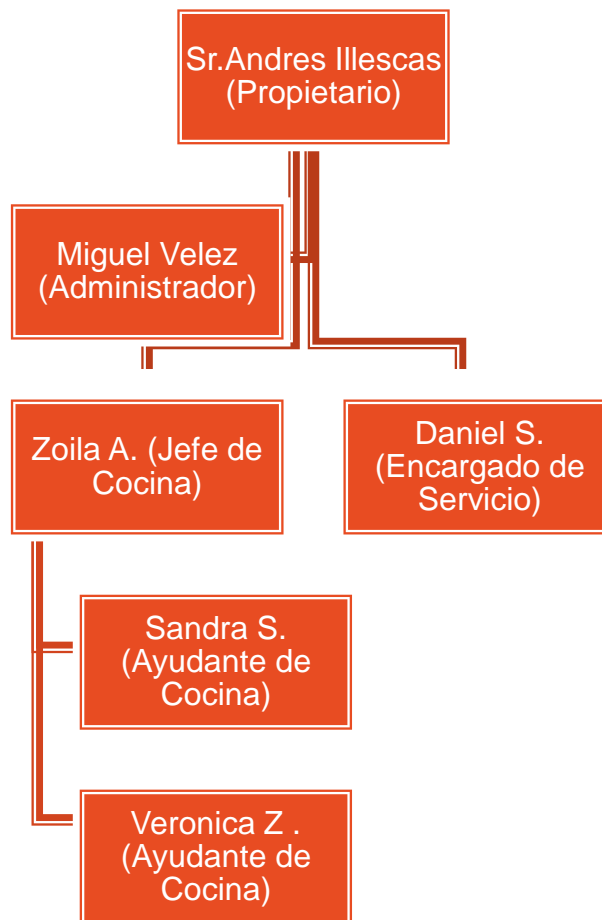 Sr.Andres Illescas
(Propietario)
Miguel Velez
(Administrador)
Zoila A. (Jefe de
Cocina)
Daniel S.
(Encargado de
Servicio)
Sandra S.
(Ayudante de
Cocina)
Veronica Z .
(Ayudante de
Cocina)